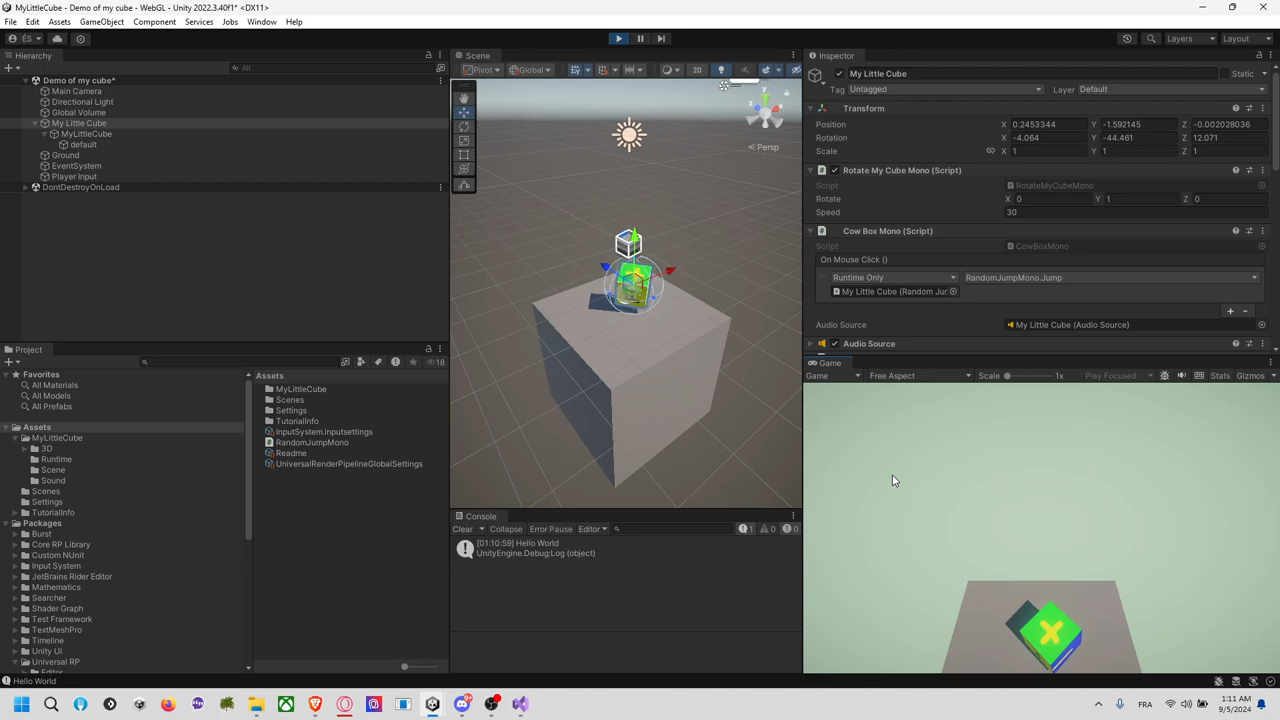 MyLittleCube - Demo of my cube - WebGL - Unity 2022.3.40f1* <DX11>
File Edit Assets GameObject Component Services Jobs Window Help
ÉS
Layers
Layout
Hierarchy
All
Demo of my cube*
Main Camera
Directional Light
Global Volume
My Little Cube
MyLittleCube
default
Ground
EventSystem
Player Input
DontDestroyOnLoad
Scene
Pivot Global 2D
y
x
z
Persp
Inspector
My Little Cube Static
Tag Untagged Layer Default
Transform
Position X 0.2453344 Y -1.592145 Z -0.002028036
Rotation X -4.064 Y -44.461 Z 12.071
Scale X 1 Y 1 Z 1
Rotate My Cube Mono (Script)
Script RotateMyCubeMono
Rotate X 0 Y 1 Z 0
Speed 30
Cow Box Mono (Script)
Script CowBoxMono
On Mouse Click ()
Runtime Only RandomJumpMono.Jump
My Little Cube (Random Jur
Audio Source My Little Cube (Audio Source)
Audio Source
Game
Game Free Aspect Scale 1x Play Focused Stats Gizmos
Project
18
Favorites
All Materials
All Models
All Prefabs
Assets
MyLittleCube
3D
Runtime
Scene
Sound
Scenes
Settings
TutorialInfo
Packages
Burst
Core RP Library
Custom NUnit
Input System
JetBrains Rider Editor
Mathematics
Searcher
Shader Graph
Test Framework
TextMeshPro
Timeline
Unity UI
Universal RP
Editor
Assets
MyLittleCube
Scenes
Settings
TutorialInfo
InputSystem.inputsettings
RandomJumpMono
Readme
UniversalRenderPipelineGlobalSettings
Console
Clear Collapse Error Pause Editor 1 0 0
[01:10:59] Hello World
UnityEngine.Debug:Log (object)
Hello World
FRA
1:11 AM
9/5/2024